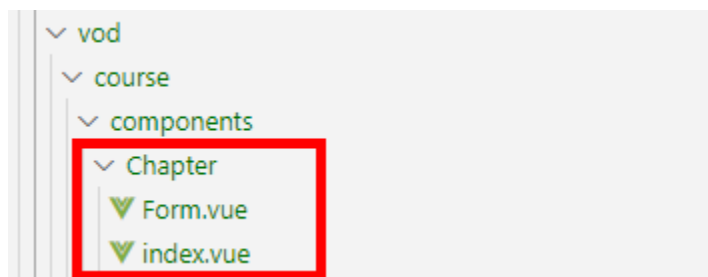 vod
course
components
Chapter
Form.vue
index.vue